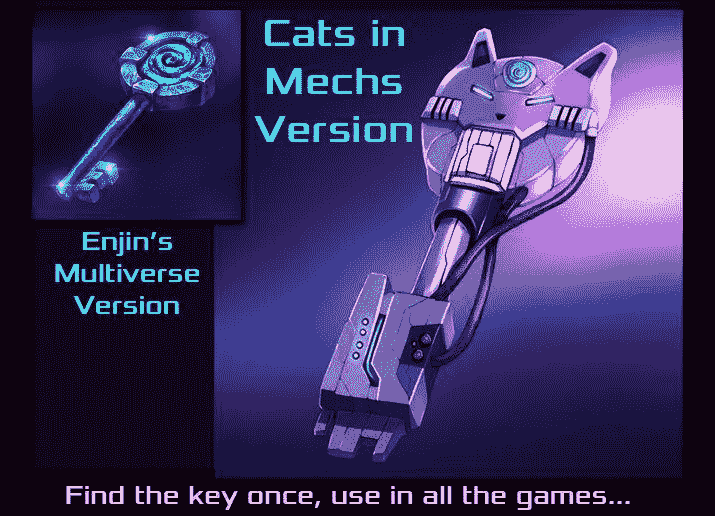 Cats in
Mechs
Version
Enjin's
Multiverse
Version
Find the key once, use in all the games...